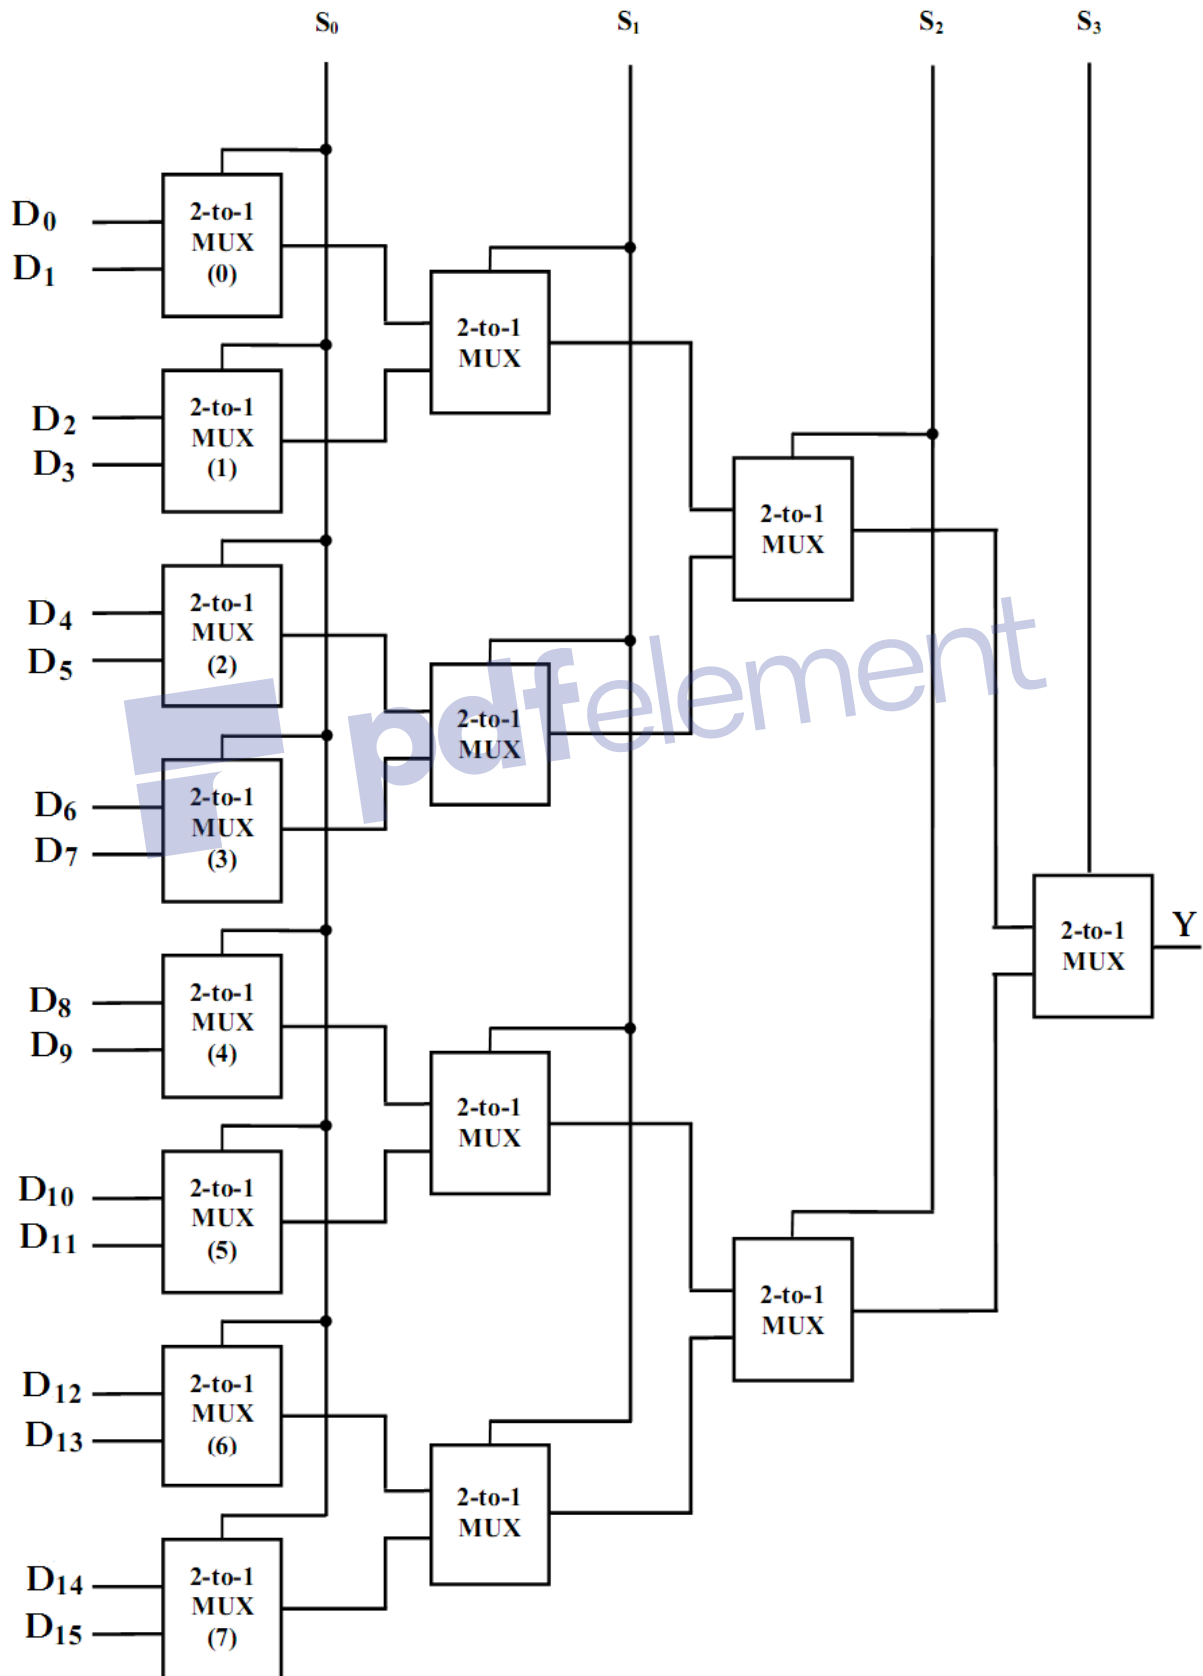 S₀ S₁ S₂ S₃
D₀
D₁
2-to-1
MUX
(0)
2-to-1
MUX
D₂
D₃
2-to-1
MUX
(1)
2-to-1
MUX
D₄
D₅
2-to-1
MUX
(2)
2-to-1
MUX
pdfelement
D₆
D₇
2-to-1
MUX
(3)
2-to-1
MUX
Y
D₈
D₉
2-to-1
MUX
(4)
2-to-1
MUX
D₁₀
D₁₁
2-to-1
MUX
(5)
2-to-1
MUX
D₁₂
D₁₃
2-to-1
MUX
(6)
2-to-1
MUX
D₁₄
D₁₅
2-to-1
MUX
(7)